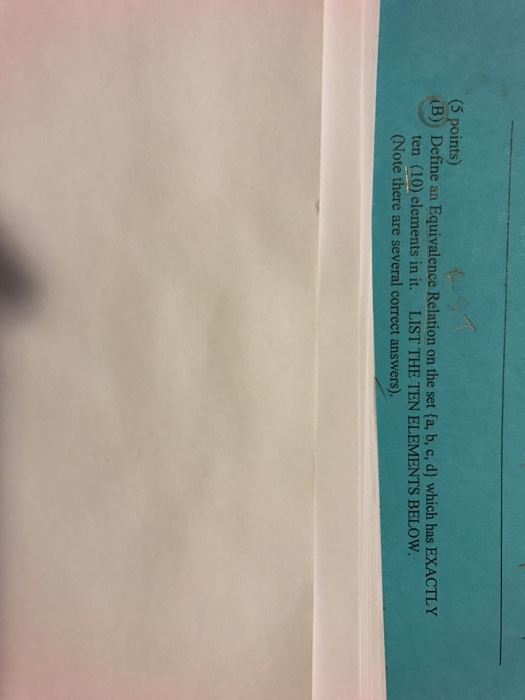 R S T
(5 points)
(B) Define an Equivalence Relation on the set {a, b, c, d} which has EXACTLY
ten (10) elements in it. LIST THE TEN ELEMENTS BELOW.
(Note there are several correct answers).